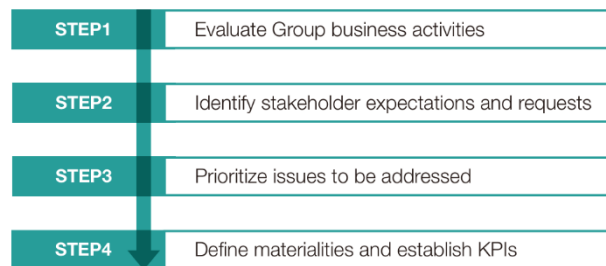 STEP1 Evaluate Group business activities
STEP2 Identify stakeholder expectations and requests
STEP3 Prioritize issues to be addressed
STEP4 Define materialities and establish KPIs